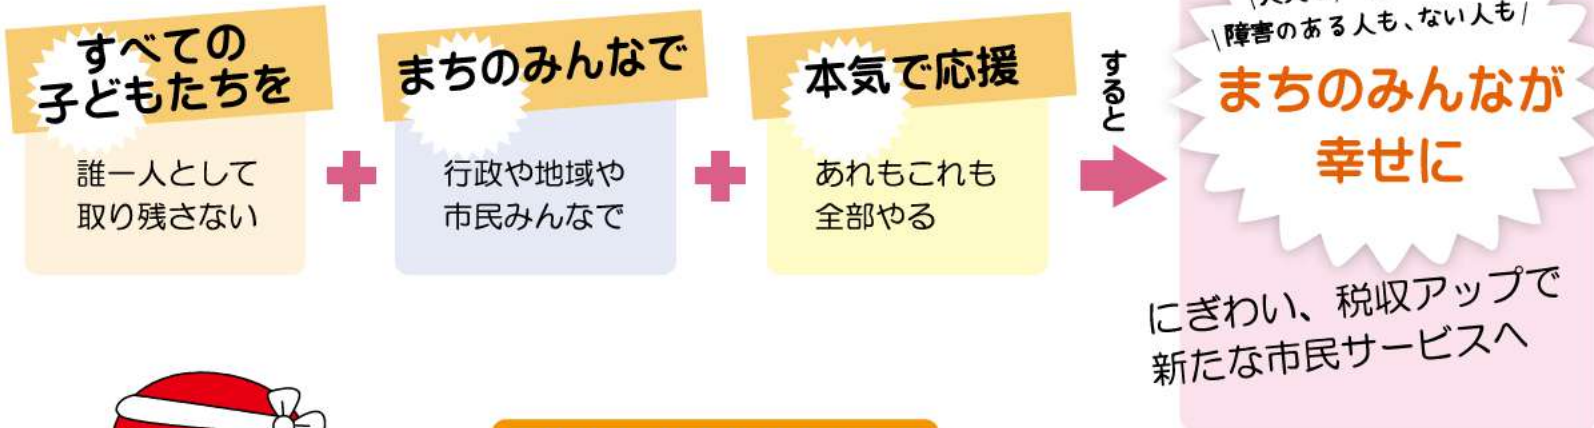 すべての
子どもたちを
誰一人として
取り残さない
まちのみんなで
行政や地域や
市民みんなで
本気で応援
あれもこれも
全部やる
すると
障害のある人も、ない人も
まちのみんなが
幸せに
にぎわい、税収アップで
新たな市民サービスへ